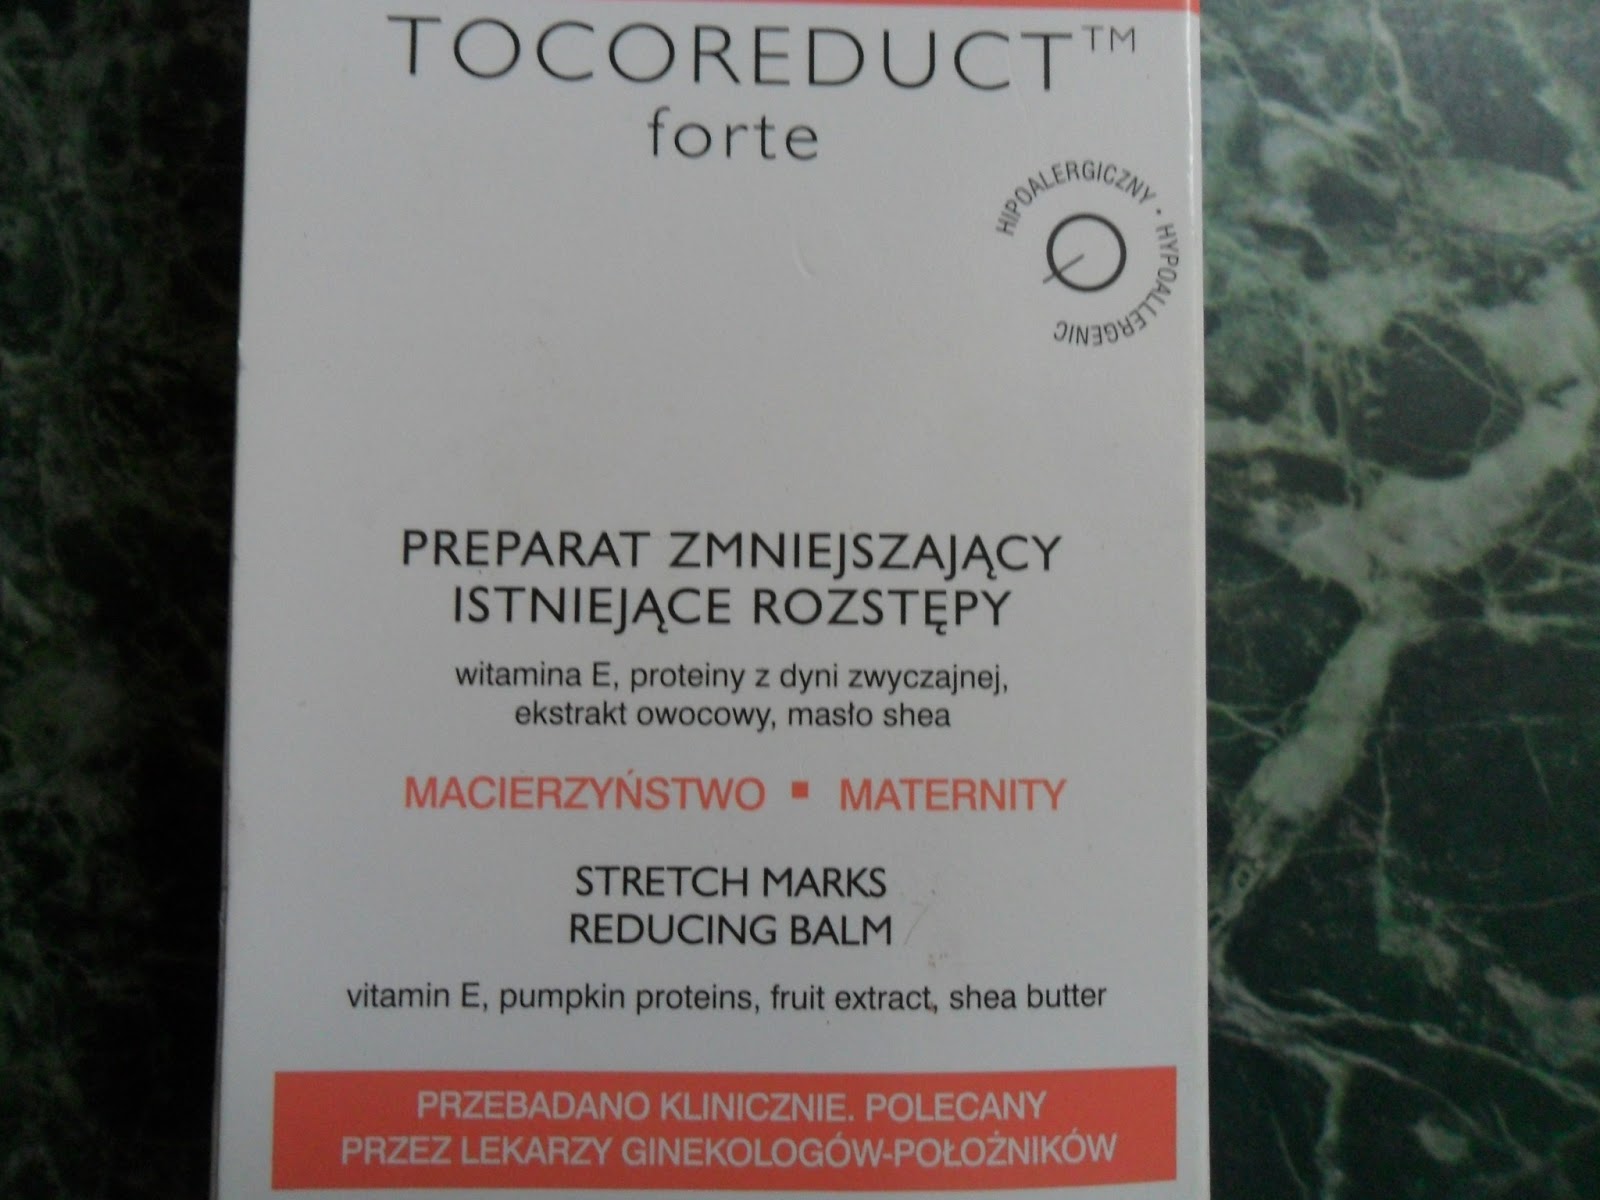 TOCOREDUCT™
forte
HIPOALERGICZNY • HYPOALLERGENIC
PREPARAT ZMNIEJSZAJĄCY
ISTNIEJĄCE ROZSTĘPY
witamina E, proteiny z dyni zwyczajnej,
ekstrakt owocowy, masło shea
MACIERZYŃSTWO ▪ MATERNITY
STRETCH MARKS
REDUCING BALM
vitamin E, pumpkin proteins, fruit extract, shea butter
PRZEBADANO KLINICZNIE. POLECANY
PRZEZ LEKARZY GINEKOLOGÓW-POŁOŻNIKÓW